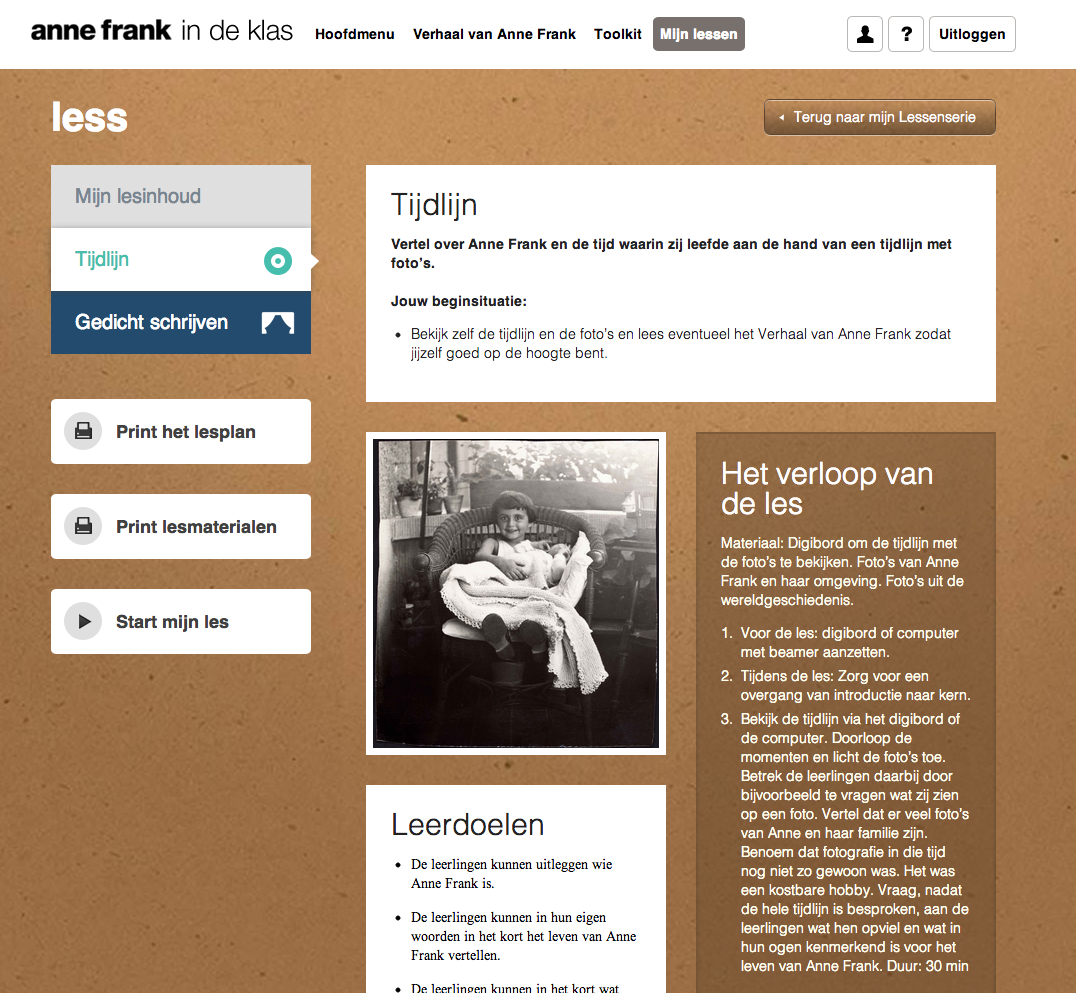 anne frank in de klas
Hoofdmenu
Verhaal van Anne Frank
Toolkit
Mijn lessen
?
Uitloggen
less
Terug naar mijn Lessenserie
Mijn lesinhoud
Tijdlijn
Gedicht schrijven
Print het lesplan
Print lesmaterialen
Start mijn les
Tijdlijn
Vertel over Anne Frank en de tijd waarin zij leefde aan de hand van een tijdlijn met
foto's.
Jouw beginsituatie:
• Bekijk zelf de tijdlijn en de foto's en lees eventueel het Verhaal van Anne Frank zodat
jijzelf goed op de hoogte bent.
Leerdoelen
• De leerlingen kunnen uitleggen wie
Anne Frank is.
• De leerlingen kunnen in hun eigen
woorden in het kort het leven van Anne
Frank vertellen.
• De leerlingen kunnen in het kort wat
Het verloop van
de les
Materiaal: Digibord om de tijdlijn met
de foto's te bekijken. Foto's van Anne
Frank en haar omgeving. Foto's uit de
wereldgeschiedenis.
1. Voor de les: digibord of computer
met beamer aanzetten.
2. Tijdens de les: Zorg voor een
overgang van introductie naar kern.
3. Bekijk de tijdlijn via het digibord of
de computer. Doorloop de
momenten en licht de foto's toe.
Betrek de leerlingen daarbij door
bijvoorbeeld te vragen wat zij zien
op een foto. Vertel dat er veel foto's
van Anne en haar familie zijn.
Benoem dat fotografie in die tijd
nog niet zo gewoon was. Het was
een kostbare hobby. Vraag, nadat
de hele tijdlijn is besproken, aan de
leerlingen wat hen opviel en wat in
hun ogen kenmerkend is voor het
leven van Anne Frank. Duur: 30 min